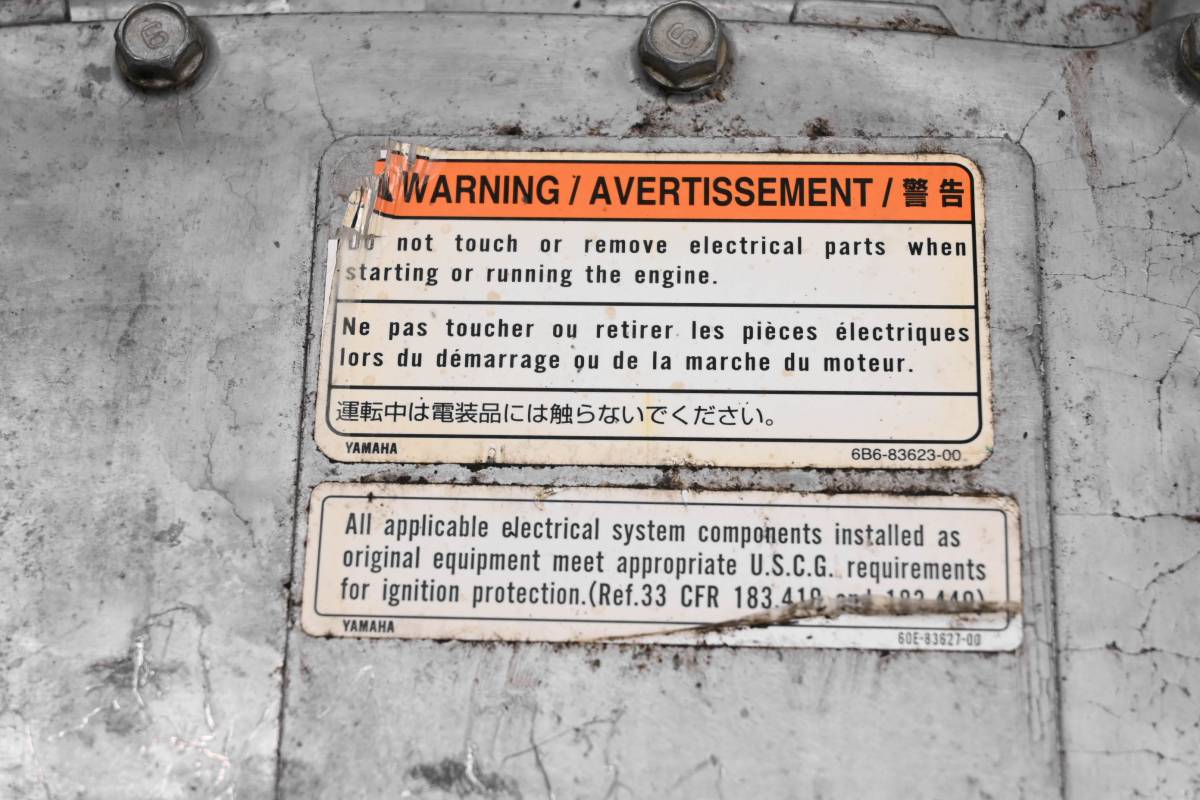 WARNING / AVERTISSEMENT / 警告
Do not touch or remove electrical parts when
starting or running the engine.
Ne pas toucher ou retirer les pièces électriques
lors du démarrage ou de la marche du moteur.
運転中は電装品には触らないでください。
YAMAHA 6B6-83623-00
All applicable electrical system components installed as
original equipment meet appropriate U.S.C.G. requirements
for ignition protection.(Ref.33 CFR 183.410 and
YAMAHA 60E-83627-00